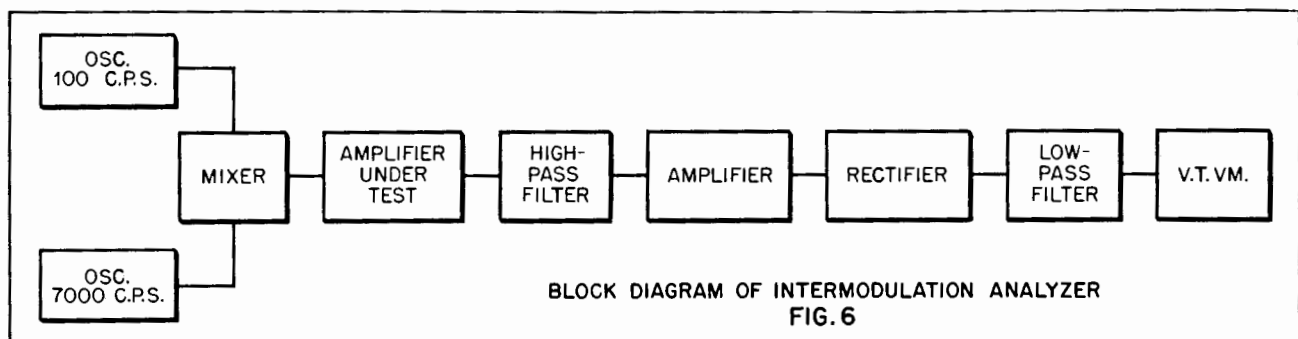 OSC.
100 C.P.S.
MIXER
OSC.
7000 C.P.S.
AMPLIFIER
UNDER
TEST
HIGH-
PASS
FILTER
AMPLIFIER
RECTIFIER
LOW-
PASS
FILTER
V.T. VM.
BLOCK DIAGRAM OF INTERMODULATION ANALYZER
FIG. 6